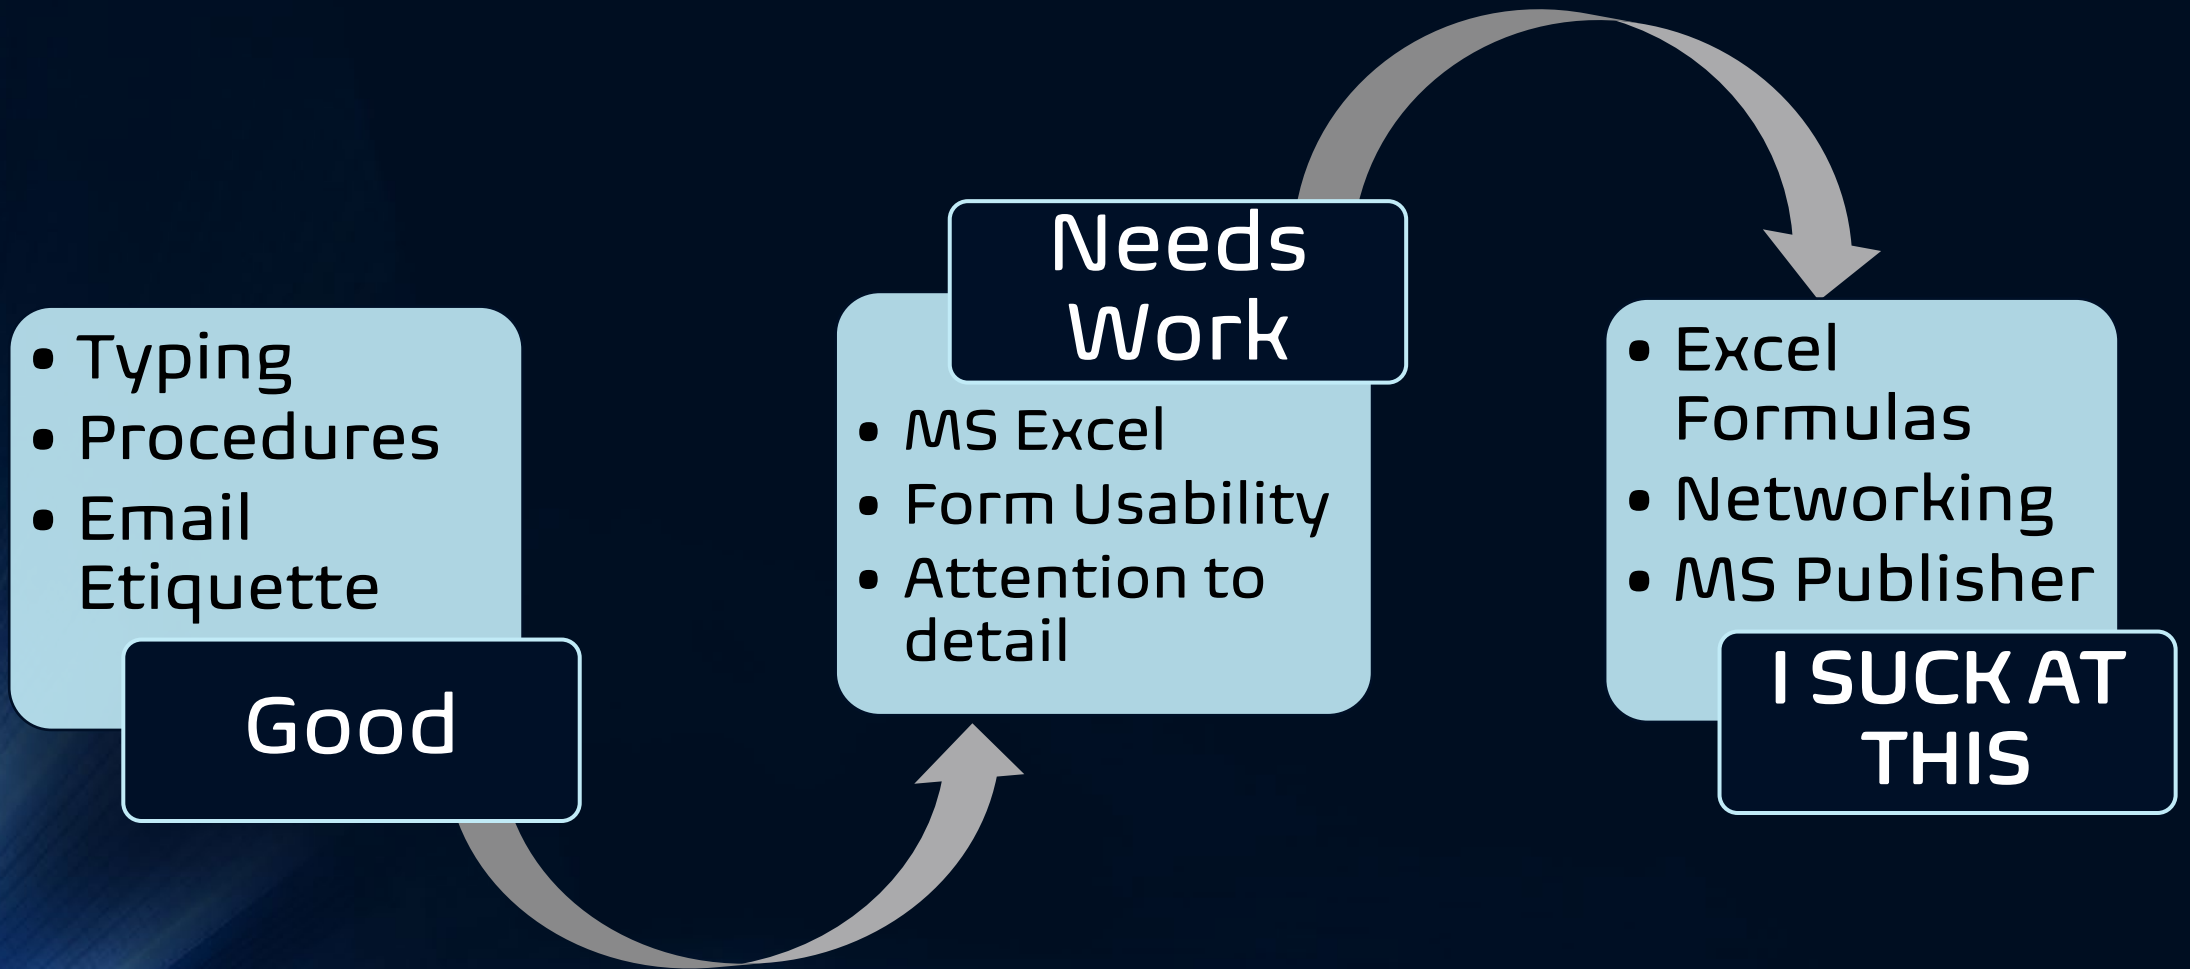 • Typing
• Procedures
• Email
Etiquette
Good
Needs
Work
• MS Excel
• Form Usability
• Attention to
detail
• Excel
Formulas
• Networking
• MS Publisher
I SUCK AT
THIS